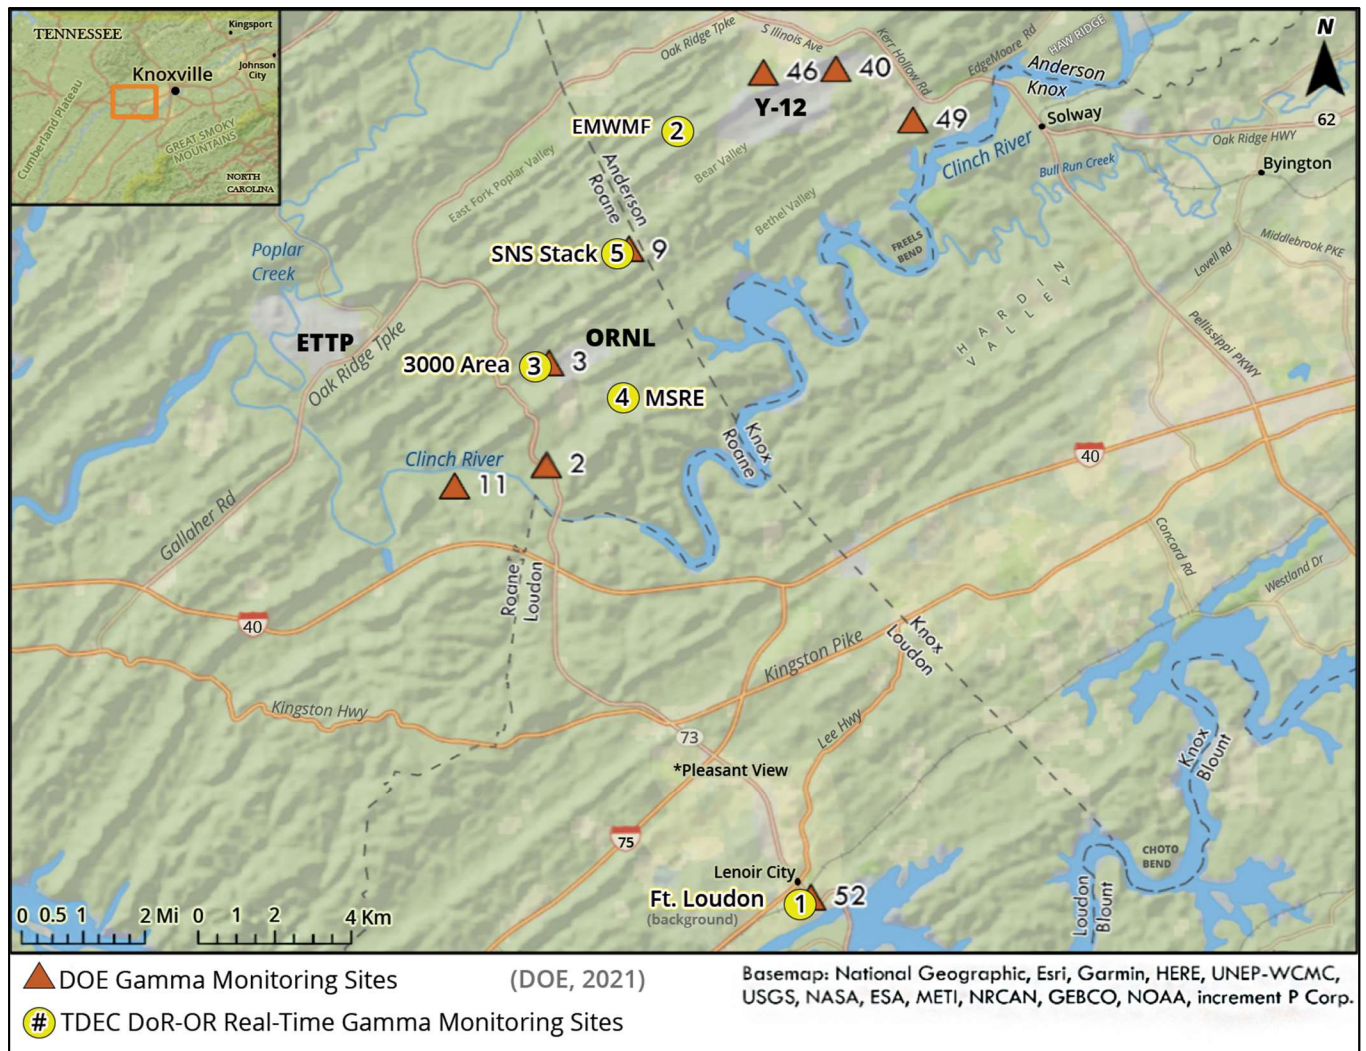 TENNESSEE
Kingsport
Knoxville
Johnson
City
Cumberland Plateau
GREAT SMOKY
MOUNTAINS
NORTH
CAROLINA
Oak Ridge Tpke
S Ilinois Ave
Kerr Hollow Rd
EdgeMoore Rd
HAW RIDGE
N
Anderson
Knox
46
40
Y-12
49
EMWMF
2
Solway
62
Oak Ridge HWY
Byington
Clinch River
Bull Run Creek
East Fork Poplar Valley
Anderson
Roane
Bear Valley
Bethel Valley
FREELS
BEND
Lovell Rd
Middlebrook PKE
Poplar
Creek
SNS Stack
5
9
HARDIN
VALLEY
Pellissippi PKWY
ETTP
Oak Ridge Tpke
ORNL
3000 Area
3
3
4
MSRE
Knox
Roane
40
Clinch River
2
11
Gallaher Rd
Concord Rd
Westland Dr
Roane
Loudon
40
Kingston Pike
Knox
Loudon
Kingston Hwy
Lee Hwy
73
*Pleasant View
Knox
Blount
75
CHOTO
BEND
Lenoir City
Ft. Loudon
1
52
(background)
Loudon
Blount
0 0.5 1 2 Mi 0 1 2 4 Km
DOE Gamma Monitoring Sites (DOE, 2021)
# TDEC DoR-OR Real-Time Gamma Monitoring Sites
Basemap: National Geographic, Esri, Garmin, HERE, UNEP-WCMC,
USGS, NASA, ESA, METI, NRCAN, GEBCO, NOAA, increment P Corp.